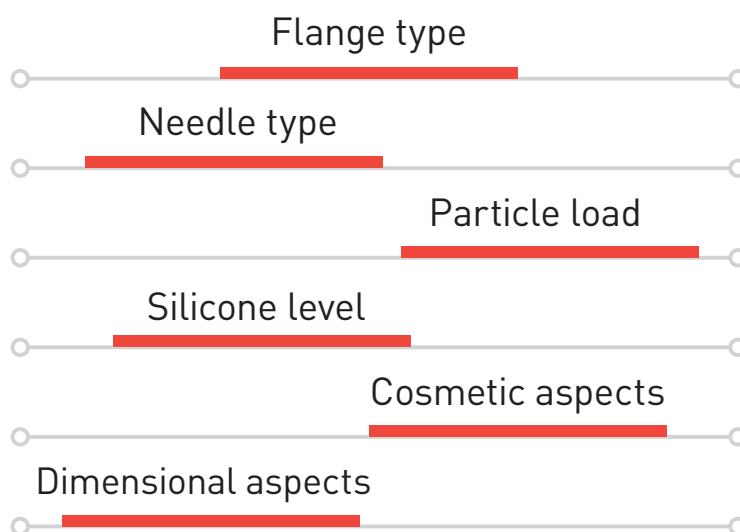 Flange type
Needle type
Particle load
Silicone level
Cosmetic aspects
Dimensional aspects